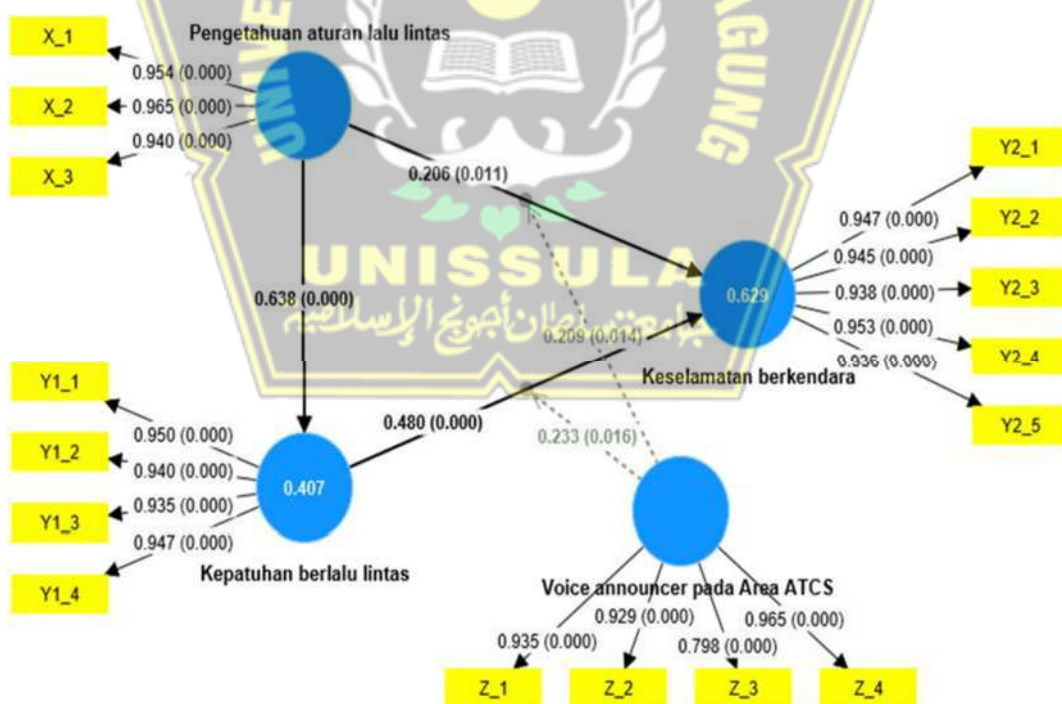 X_1
X_2
X_3
Pengetahuan aturan lalu lintas
0.954 (0.000)
0.965 (0.000)
0.940 (0.000)
0.206 (0.011)
0.638 (0.000)
UNISSULA
جامعة سلطان أجونج الإسلامية
AGUNG
0.209 (0.014)
0.629
Keselamatan berkendara
Y2_1
Y2_2
Y2_3
Y2_4
Y2_5
0.947 (0.000)
0.945 (0.000)
0.938 (0.000)
0.953 (0.000)
0.936 (0.000)
Y1_1
Y1_2
Y1_3
Y1_4
0.950 (0.000)
0.940 (0.000)
0.935 (0.000)
0.947 (0.000)
0.407
Kepatuhan berlalu lintas
0.480 (0.000)
0.233 (0.016)
Voice announcer pada Area ATCS
0.935 (0.000)
0.929 (0.000)
0.798 (0.000)
0.965 (0.000)
Z_1
Z_2
Z_3
Z_4